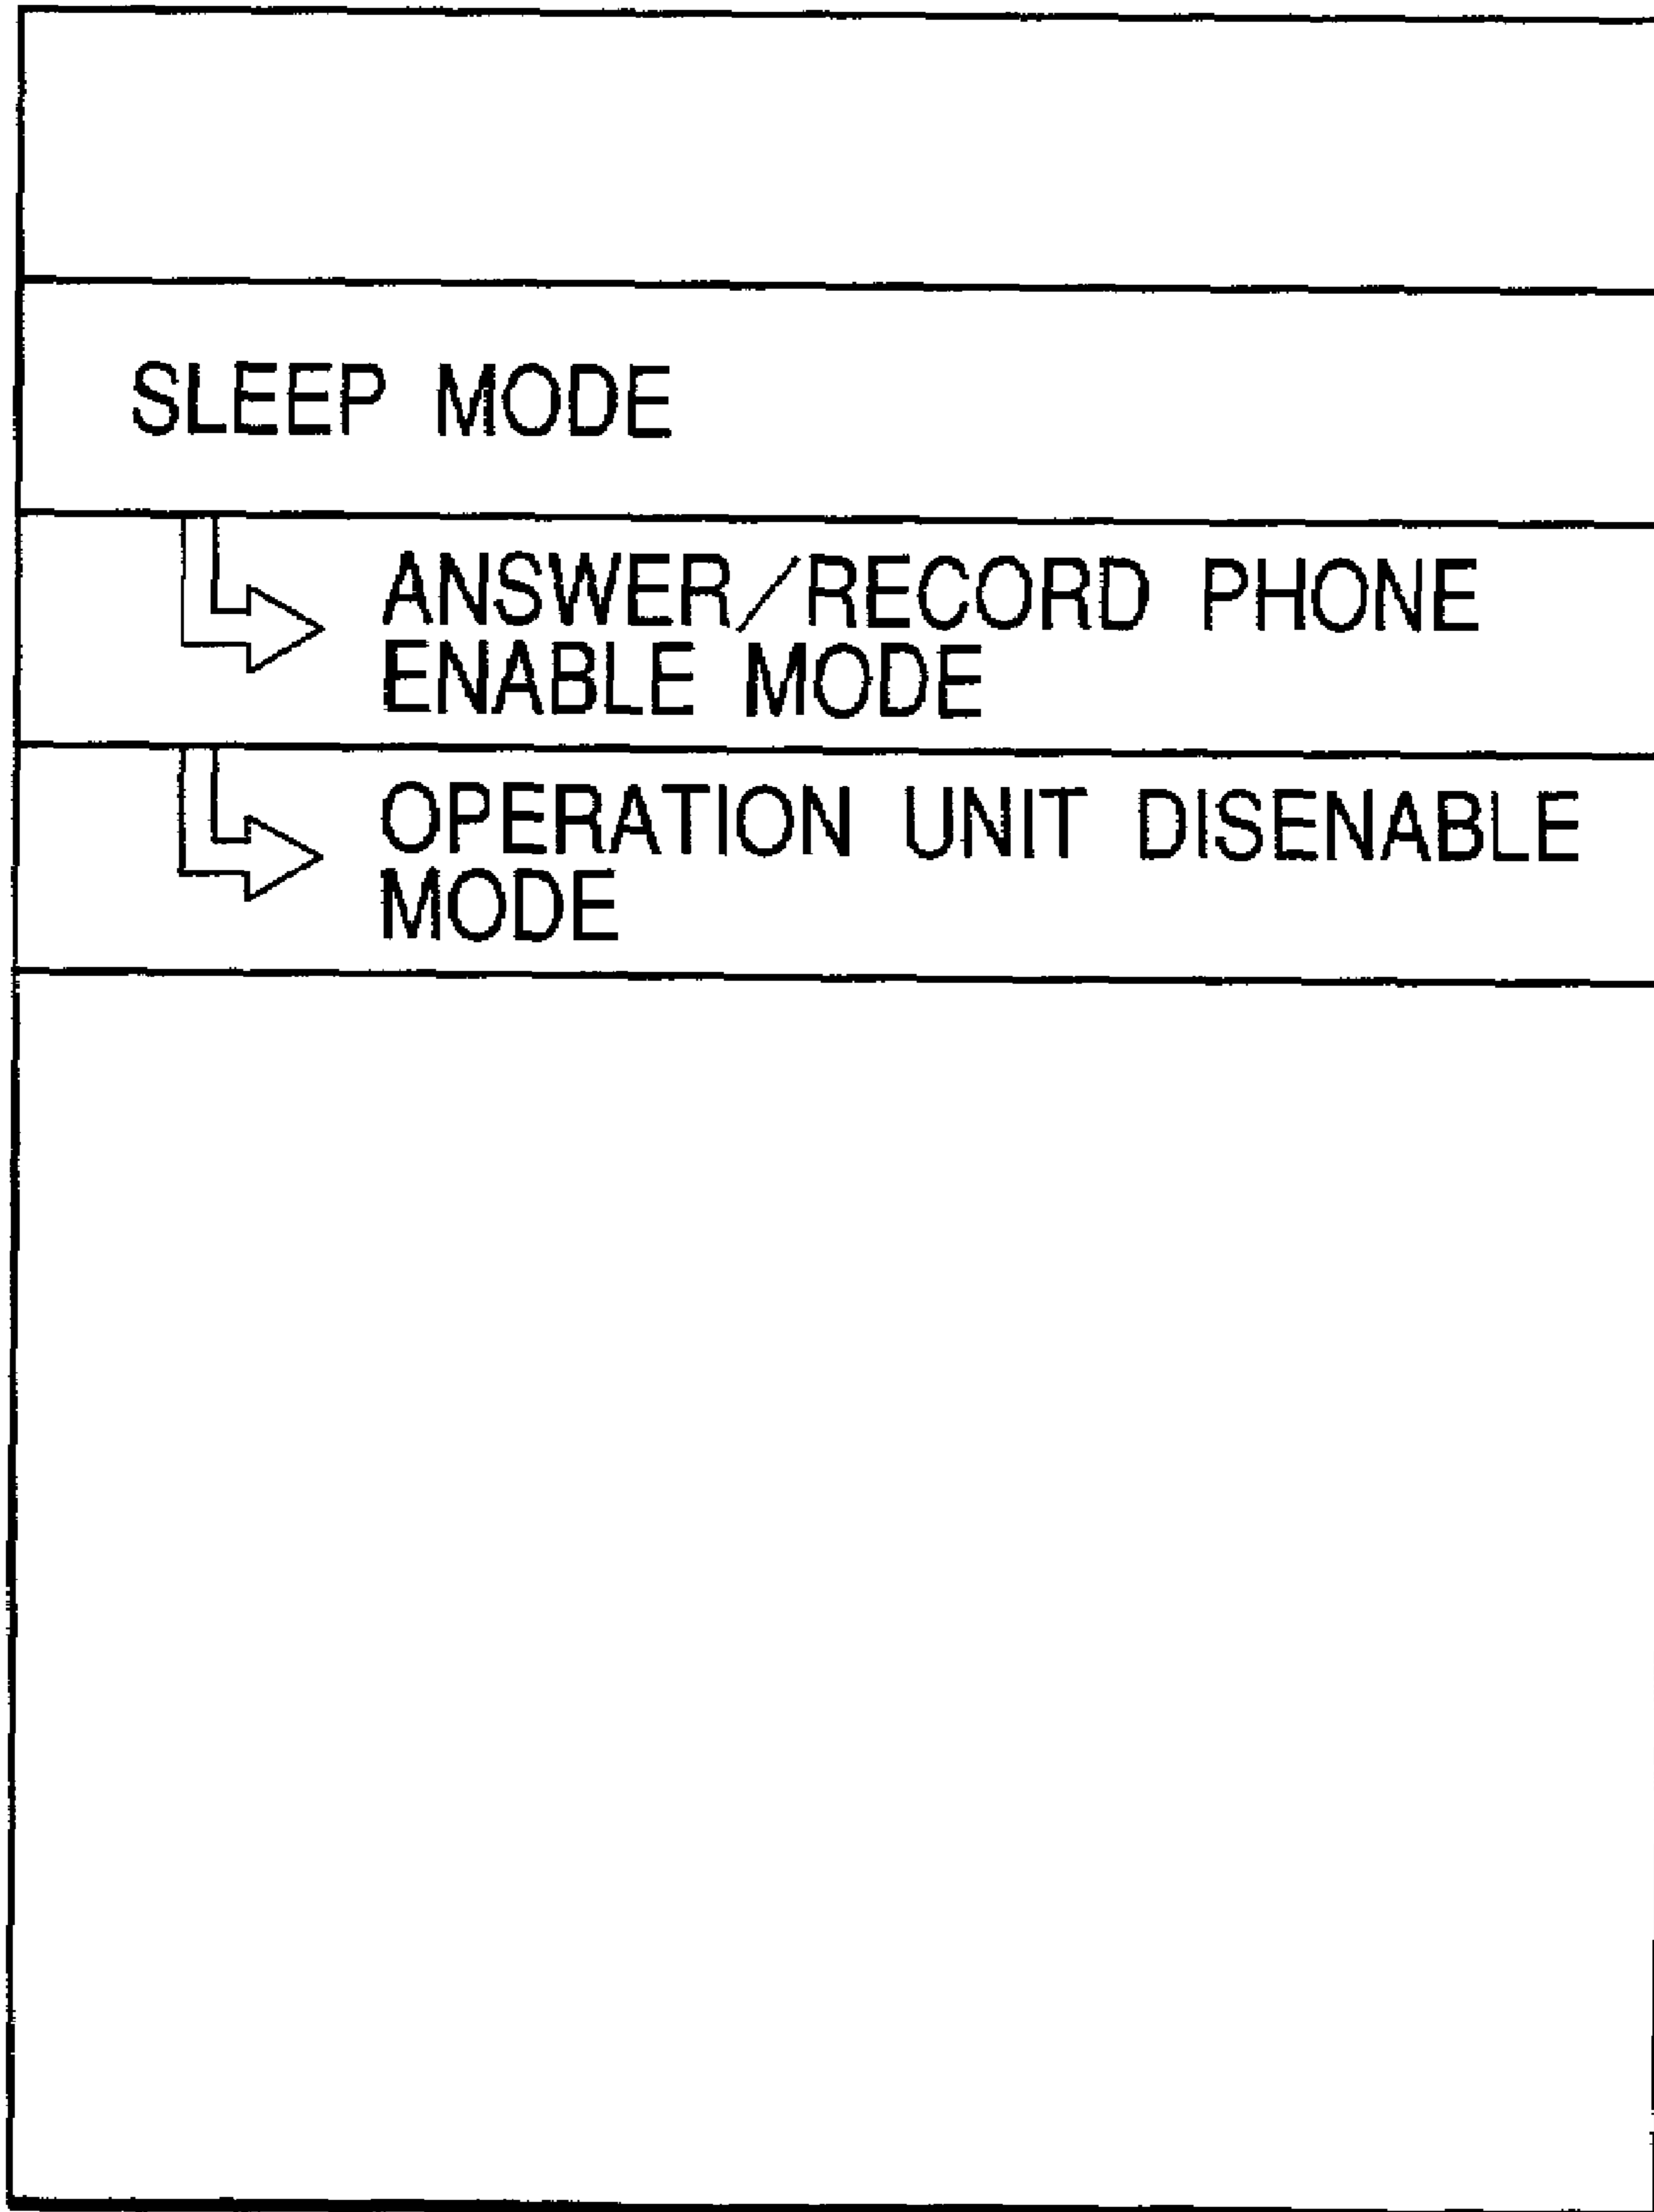 SLEEP MODE
ANSWER/RECORD PHONE
ENABLE MODE
OPERATION UNIT DISENABLE
MODE